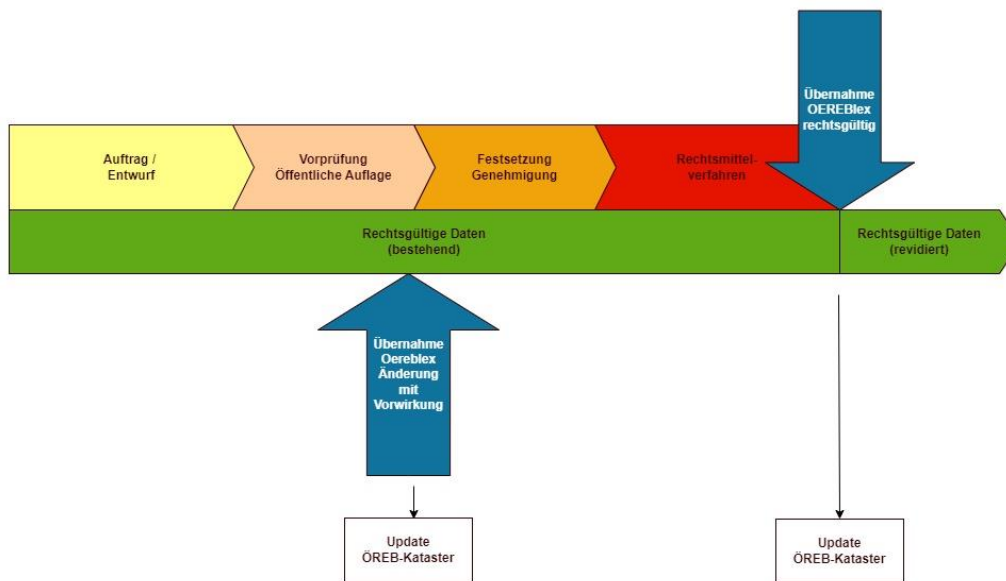 Übernahme
OEREBlex
rechtsgültig
Auftrag /
Entwurf
Vorprüfung
Öffentliche Auflage
Festsetzung
Genehmigung
Rechtsmittel-
verfahren
Rechtsgültige Daten
(bestehend)
Rechtsgültige Daten
(revidiert)
Übernahme
Oereblex
Änderung
mit
Vorwirkung
Update
ÖREB-Kataster
Update
ÖREB-Kataster